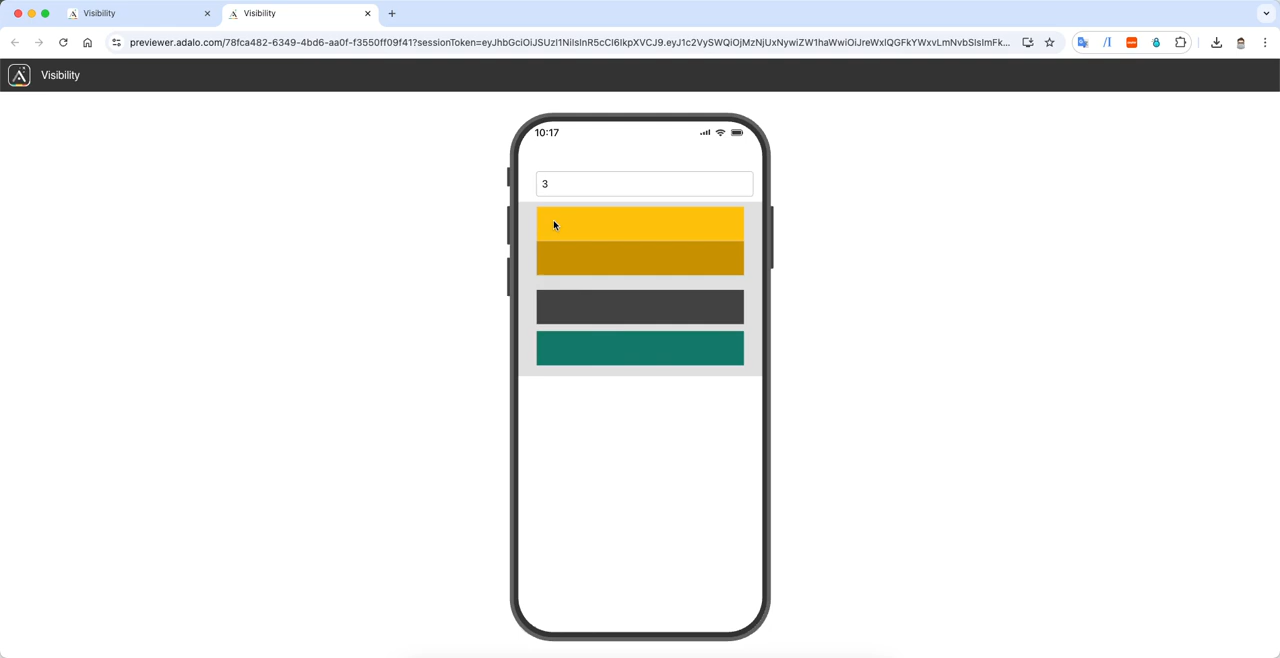 Visibility
Visibility
previewer.adalo.com/78fca482-6349-4bd6-aa0f-f3550ff09f41?sessionToken=eyJhbGciOiJSUzI1NiIsInR5cCI6IkpXVCJ9.eyJ1c2VySWQiOjMzNjUxNywiZW1haWwiOiJreWxlQGFkYWxvLmNvbSIsImFk...
Visibility
10:17
3